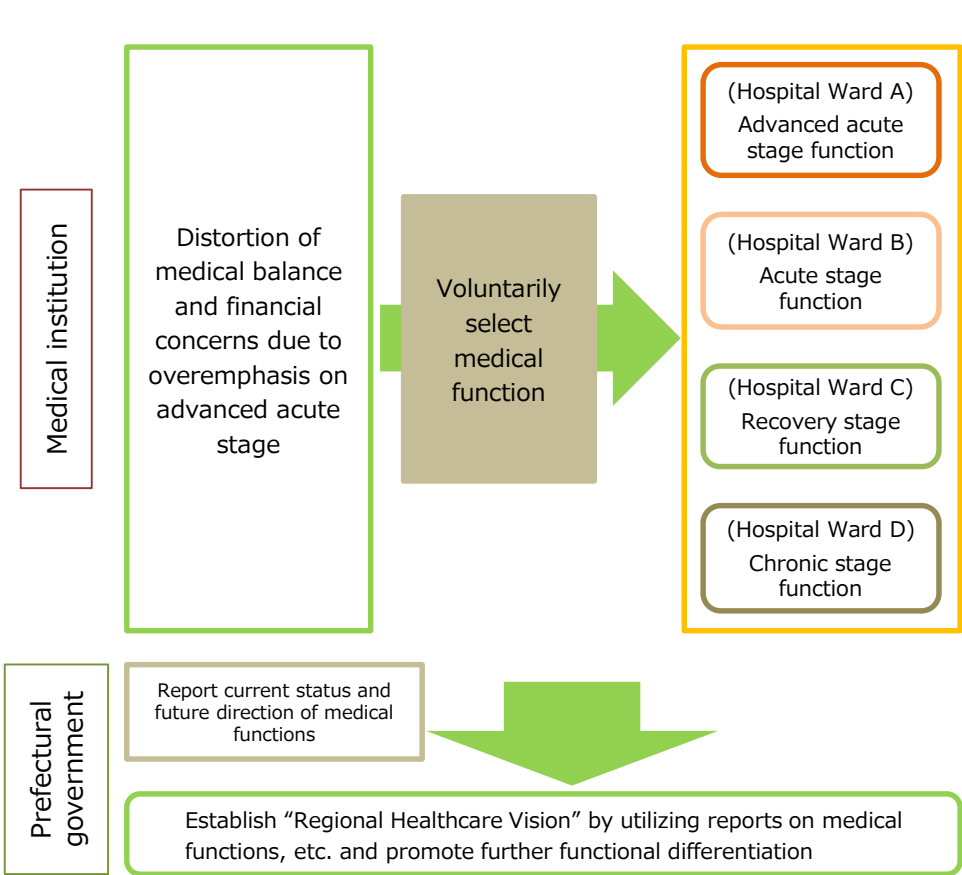 Medical institution
Distortion of
medical balance
and financial
concerns due to
overemphasis on
advanced acute
stage
Voluntarily
select
medical
function
(Hospital Ward A)
Advanced acute
stage function
(Hospital Ward B)
Acute stage
function
(Hospital Ward C)
Recovery stage
function
(Hospital Ward D)
Chronic stage
function
Prefectural
government
Report current status and
future direction of medical
functions
Establish “Regional Healthcare Vision” by utilizing reports on medical
functions, etc. and promote further functional differentiation